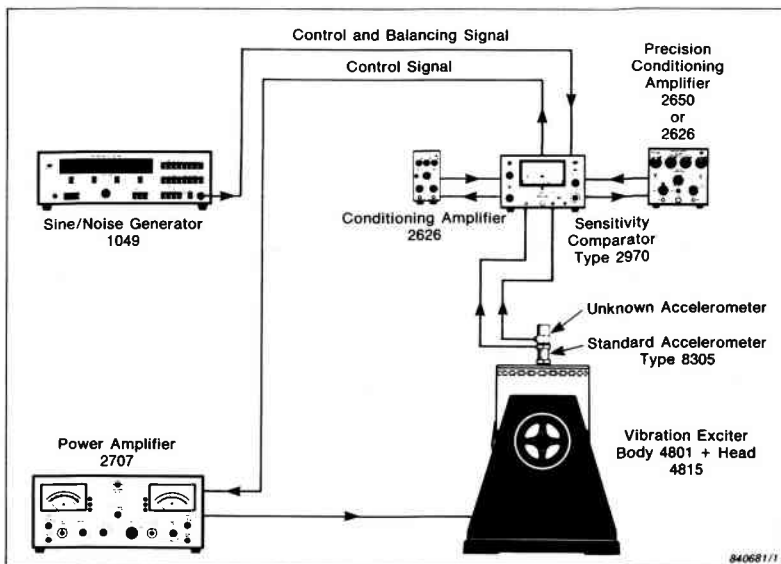 Control and Balancing Signal
Control Signal
Precision
Conditioning
Amplifier
2650
or
2626
Sine/Noise Generator
1049
Conditioning Amplifier
2626
Sensitivity
Comparator
Type 2970
Unknown Accelerometer
Standard Accelerometer
Type 8305
Power Amplifier
2707
Vibration Exciter
Body 4801 + Head
4815
840681/1